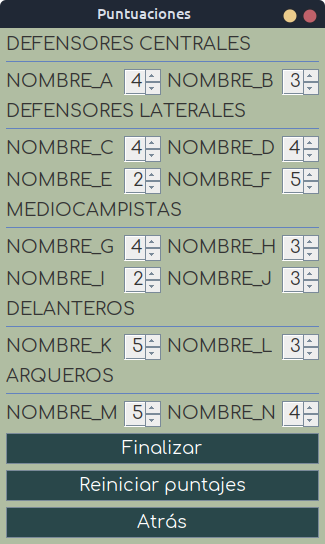 Puntuaciones
DEFENSORES CENTRALES
NOMBRE_A 4 NOMBRE_B 3
DEFENSORES LATERALES
NOMBRE_C 4 NOMBRE_D 4
NOMBRE_E 2 NOMBRE_F 5
MEDIOCAMPISTAS
NOMBRE_G 4 NOMBRE_H 3
NOMBRE_I 2 NOMBRE_J 3
DELANTEROS
NOMBRE_K 5 NOMBRE_L 3
ARQUEROS
NOMBRE_M 5 NOMBRE_N 4
Finalizar
Reiniciar puntajes
Atrás